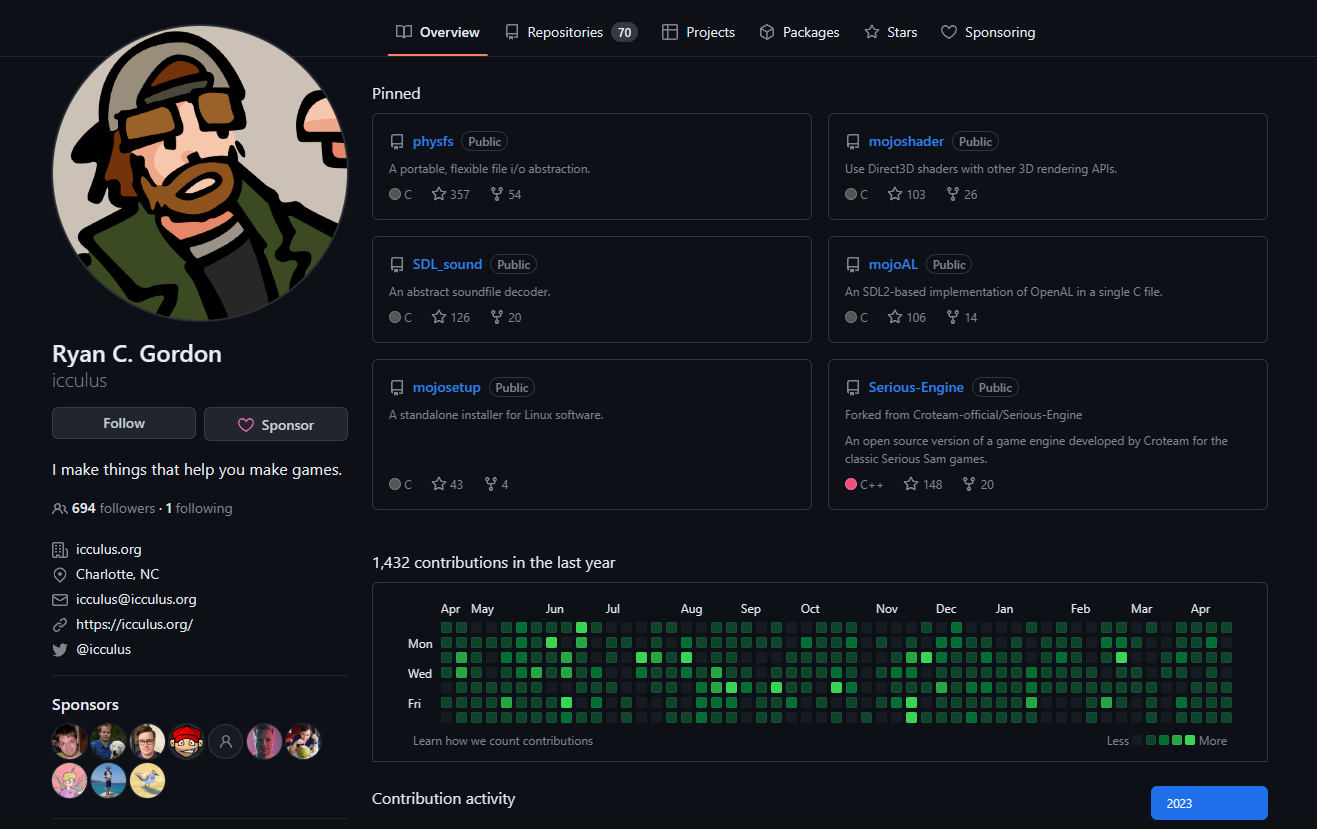 Overview Repositories 70 Projects Packages Stars Sponsoring
Ryan C. Gordon
icculus
Follow Sponsor
I make things that help you make games.
694 followers · 1 following
icculus.org
Charlotte, NC
icculus@icculus.org
https://icculus.org/
@icculus
Sponsors
Pinned
physfs Public
A portable, flexible file i/o abstraction.
C 357 54
mojoshader Public
Use Direct3D shaders with other 3D rendering APIs.
C 103 26
SDL_sound Public
An abstract soundfile decoder.
C 126 20
mojoAL Public
An SDL2-based implementation of OpenAL in a single C file.
C 106 14
mojosetup Public
A standalone installer for Linux software.
C 43 4
Serious-Engine Public
Forked from Croteam-official/Serious-Engine
An open source version of a game engine developed by Croteam for the
classic Serious Sam games.
C++ 148 20
1,432 contributions in the last year
Apr May Jun Jul Aug Sep Oct Nov Dec Jan Feb Mar Apr
Mon
Wed
Fri
Learn how we count contributions
Less More
Contribution activity
2023